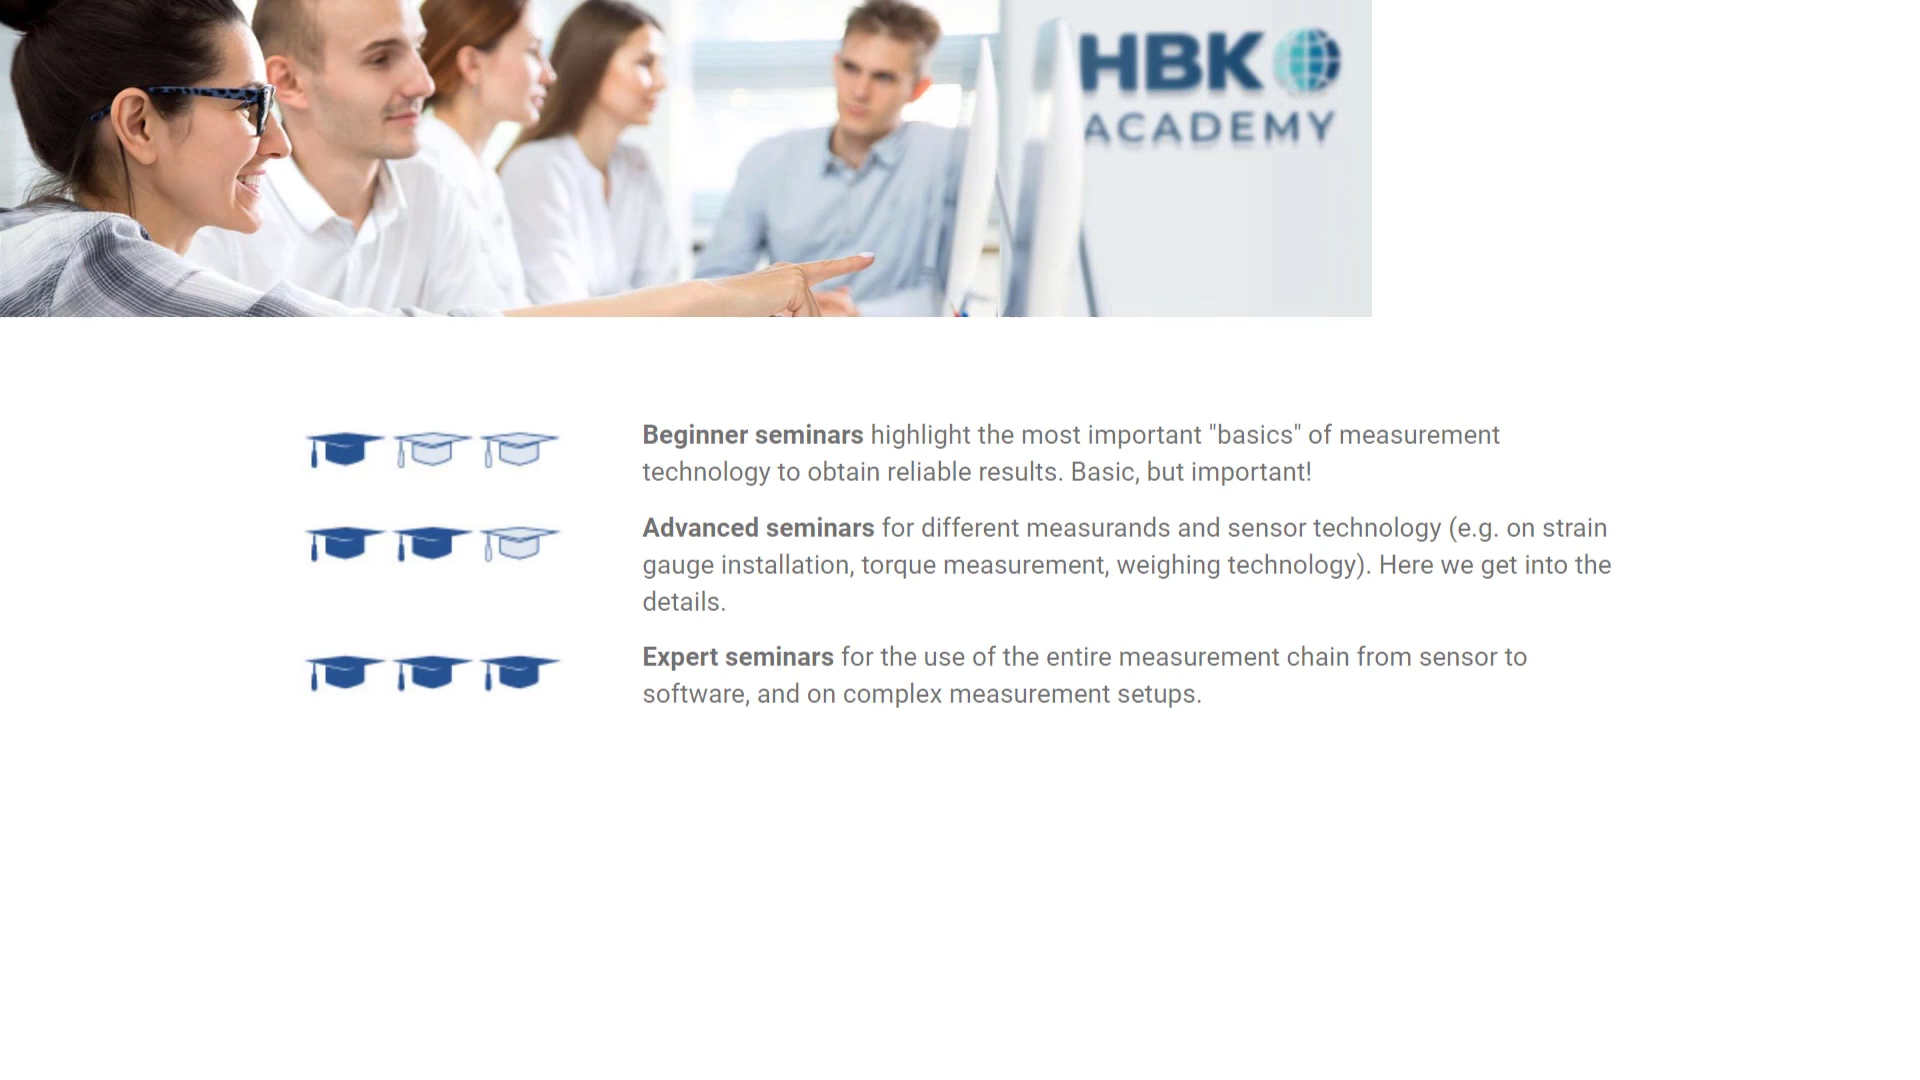 HBK
ACADEMY
Beginner seminars highlight the most important "basics" of measurement
technology to obtain reliable results. Basic, but important!
Advanced seminars for different measurands and sensor technology (e.g. on strain
gauge installation, torque measurement, weighing technology). Here we get into the
details.
Expert seminars for the use of the entire measurement chain from sensor to
software, and on complex measurement setups.